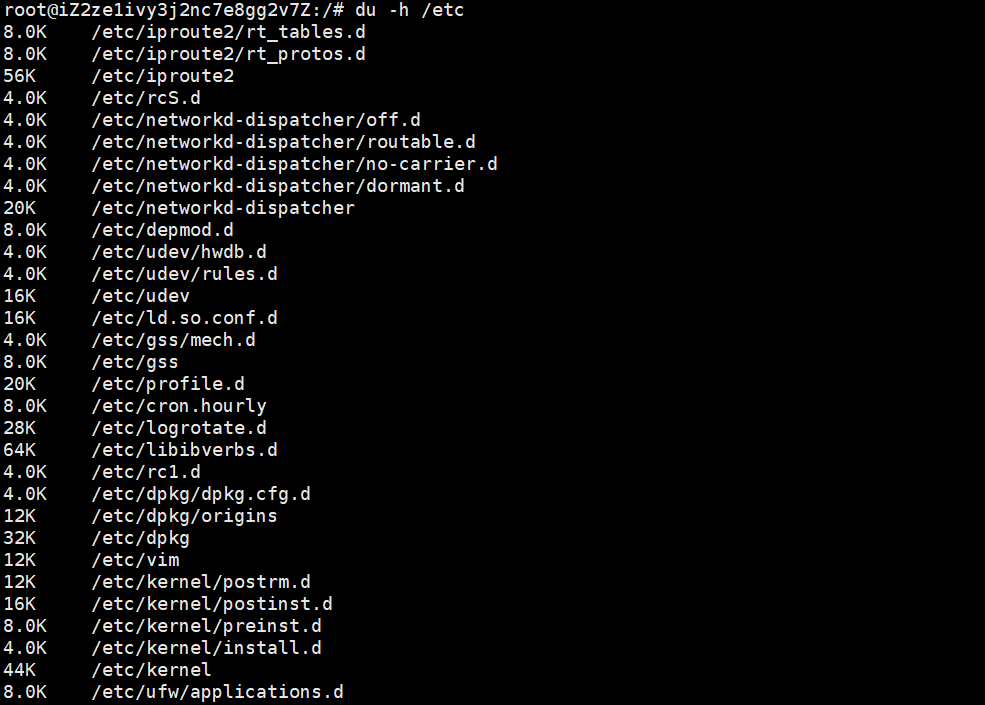 root@iZ2ze1ivy3j2nc7e8gg2v7Z:/# du -h /etc
8.0K    /etc/iproute2/rt_tables.d
8.0K    /etc/iproute2/rt_protos.d
56K     /etc/iproute2
4.0K    /etc/rcS.d
4.0K    /etc/networkd-dispatcher/off.d
4.0K    /etc/networkd-dispatcher/routable.d
4.0K    /etc/networkd-dispatcher/no-carrier.d
4.0K    /etc/networkd-dispatcher/dormant.d
20K     /etc/networkd-dispatcher
8.0K    /etc/depmod.d
4.0K    /etc/udev/hwdb.d
4.0K    /etc/udev/rules.d
16K     /etc/udev
16K     /etc/ld.so.conf.d
4.0K    /etc/gss/mech.d
8.0K    /etc/gss
20K     /etc/profile.d
8.0K    /etc/cron.hourly
28K     /etc/logrotate.d
64K     /etc/libibverbs.d
4.0K    /etc/rc1.d
4.0K    /etc/dpkg/dpkg.cfg.d
12K     /etc/dpkg/origins
32K     /etc/dpkg
12K     /etc/vim
12K     /etc/kernel/postrm.d
16K     /etc/kernel/postinst.d
8.0K    /etc/kernel/preinst.d
4.0K    /etc/kernel/install.d
44K     /etc/kernel
8.0K    /etc/ufw/applications.d